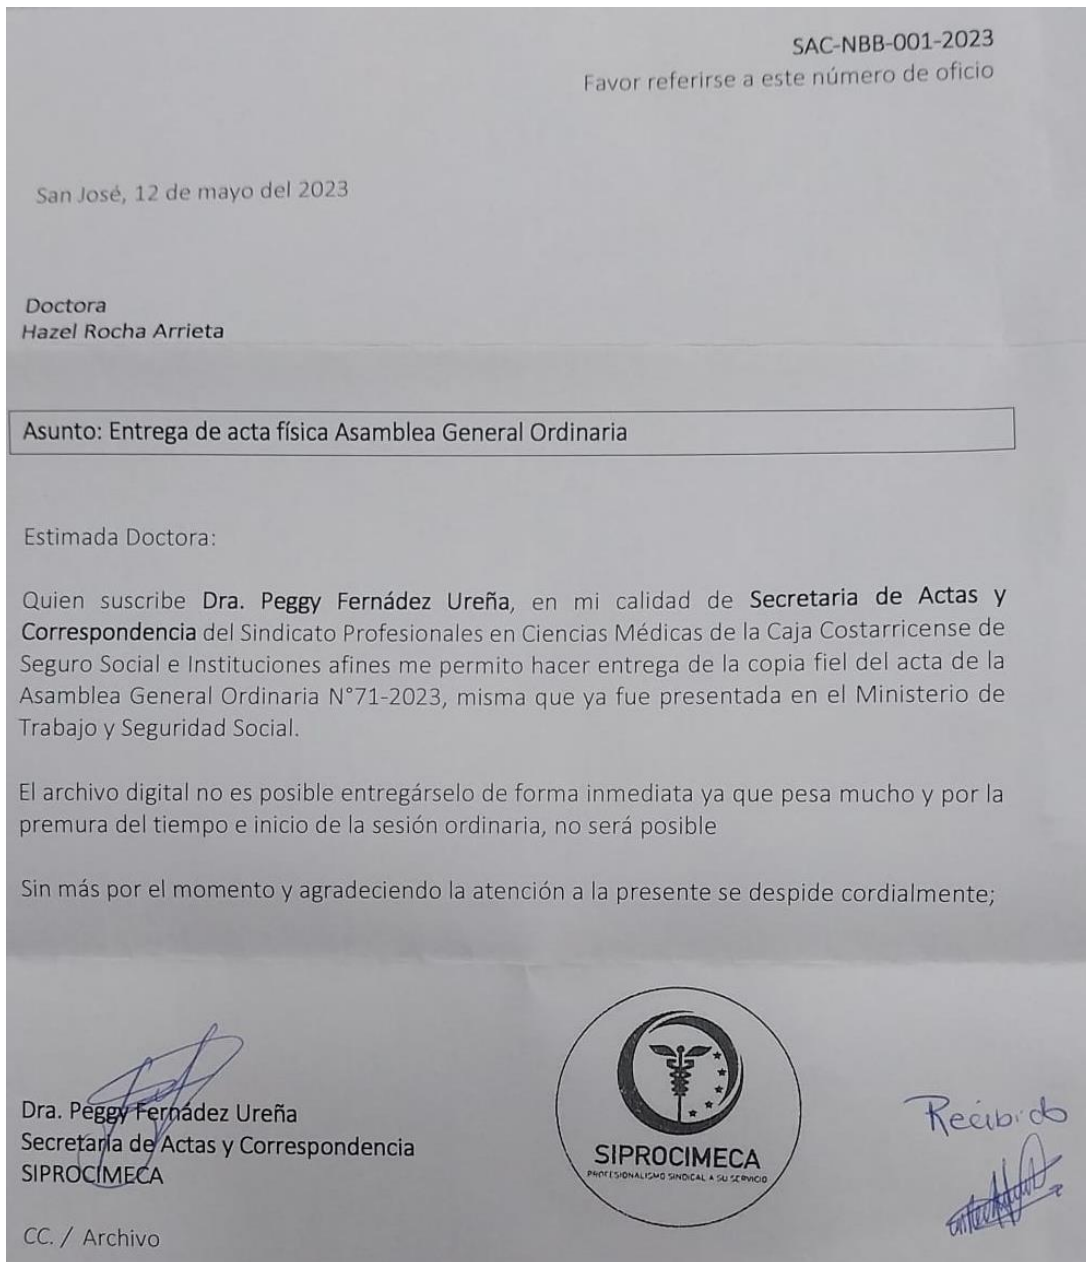 SAC-NBB-001-2023
Favor referirse a este número de oficio
San José, 12 de mayo del 2023
Doctora
Hazel Rocha Arrieta
Asunto: Entrega de acta física Asamblea General Ordinaria
Estimada Doctora:
Quien suscribe Dra. Peggy Fernádez Ureña, en mi calidad de Secretaria de Actas y
Correspondencia del Sindicato Profesionales en Ciencias Médicas de la Caja Costarricense de
Seguro Social e Instituciones afines me permito hacer entrega de la copia fiel del acta de la
Asamblea General Ordinaria N°71-2023, misma que ya fue presentada en el Ministerio de
Trabajo y Seguridad Social.
El archivo digital no es posible entregárselo de forma inmediata ya que pesa mucho y por la
premura del tiempo e inicio de la sesión ordinaria, no será posible
Sin más por el momento y agradeciendo la atención a la presente se despide cordialmente;
Dra. Peggy Fernádez Ureña
Secretaria de Actas y Correspondencia
SIPROCIMECA
CC. / Archivo
SIPROCIMECA
PROFESIONALISMO SINDICAL A SU SERVICIO
Recibido